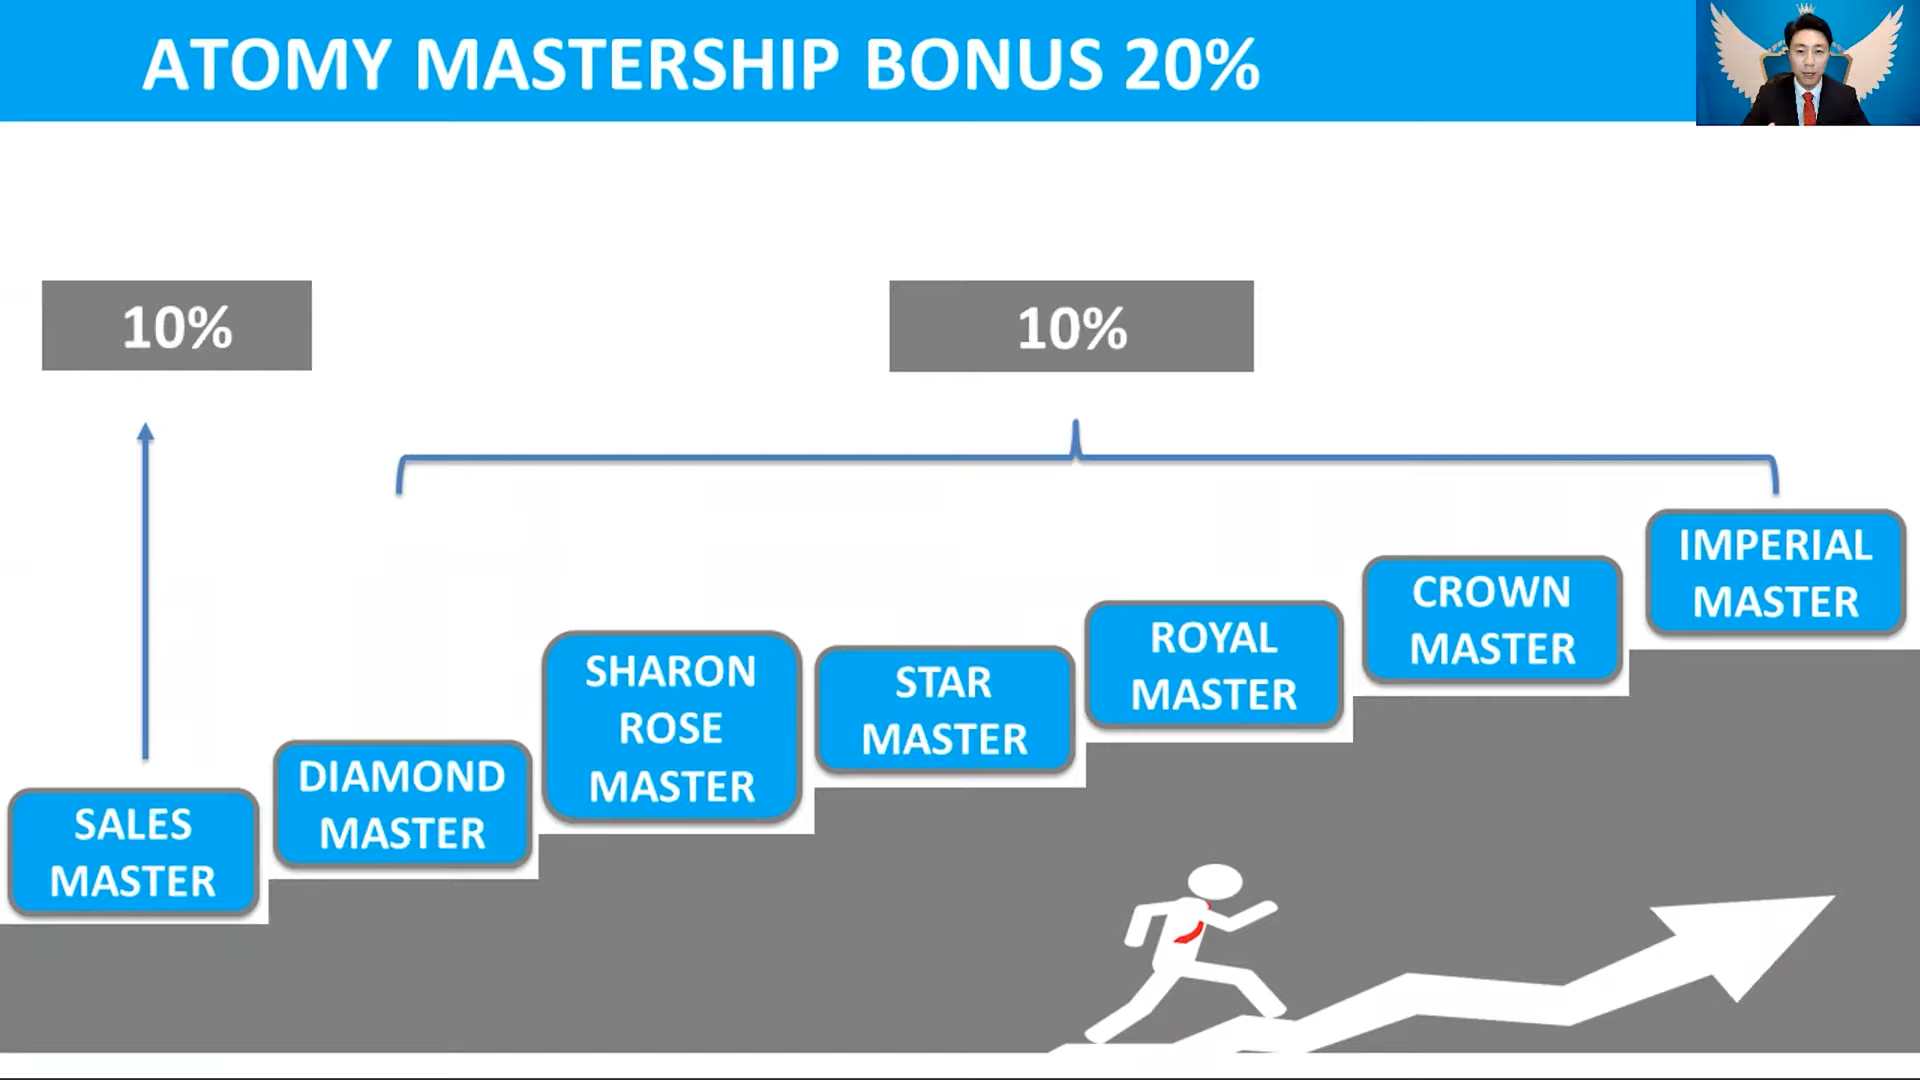 ATOMY MASTERSHIP BONUS 20%
10%
10%
SALES
MASTER
DIAMOND
MASTER
SHARON
ROSE
MASTER
STAR
MASTER
ROYAL
MASTER
CROWN
MASTER
IMPERIAL
MASTER